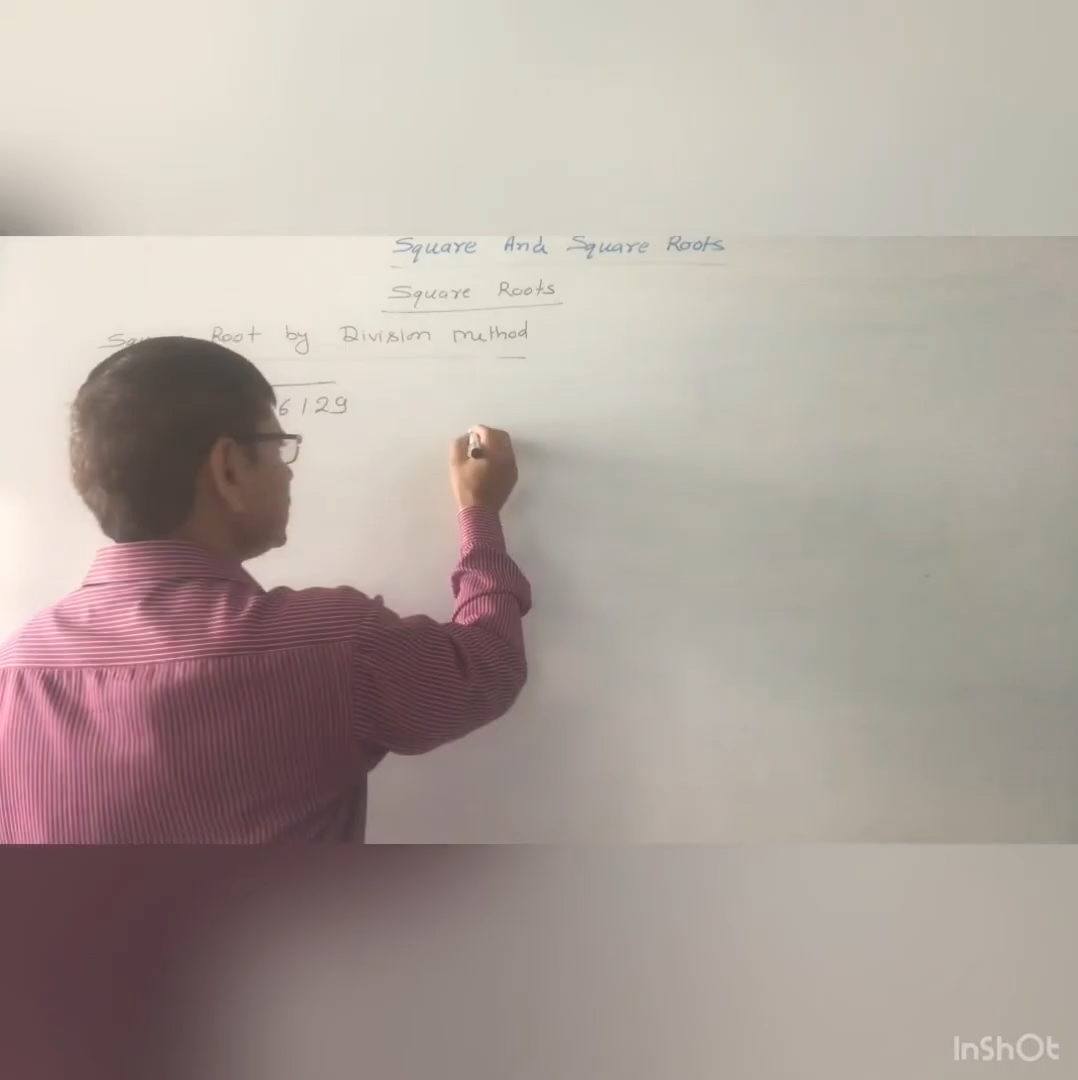 Square And Square Roots
Square Roots
Root by Division method
6129
InShOt